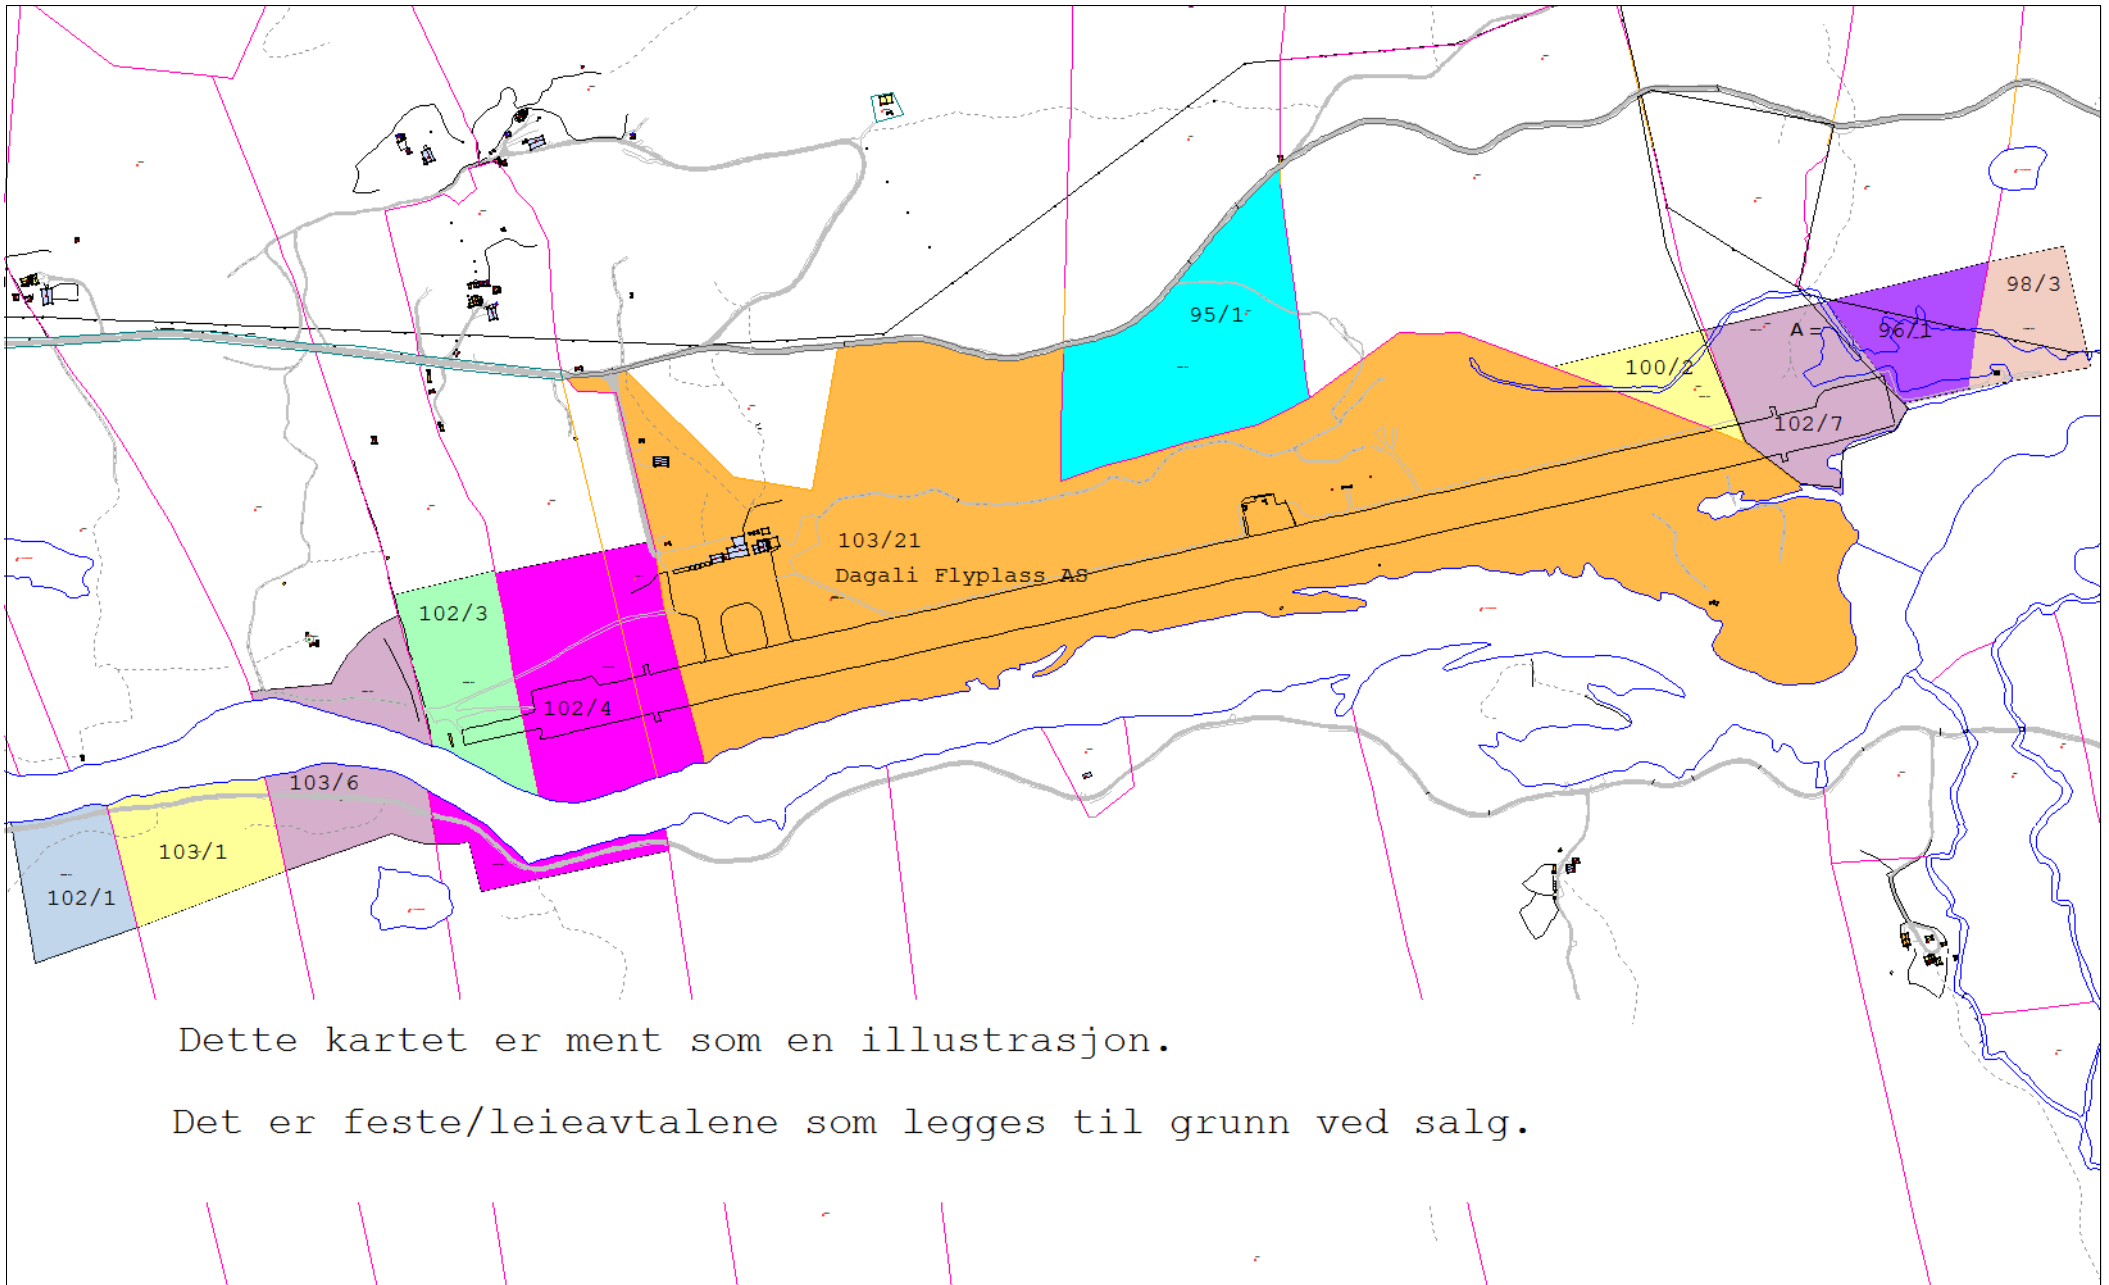 98/3
95/1
A =
96/1
100/2
102/7
103/21
Dagali Flyplass AS
102/3
102/4
103/6
103/1
102/1
Dette kartet er ment som en illustrasjon.
Det er feste/leieavtalene som legges til grunn ved salg.